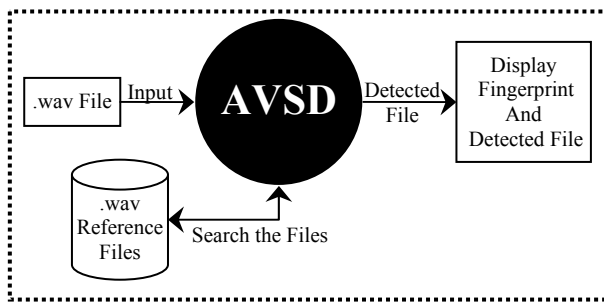 .wav File
Input
AVSD
Detected
File
Display
Fingerprint
And
Detected File
.wav
Reference
Files
Search the Files